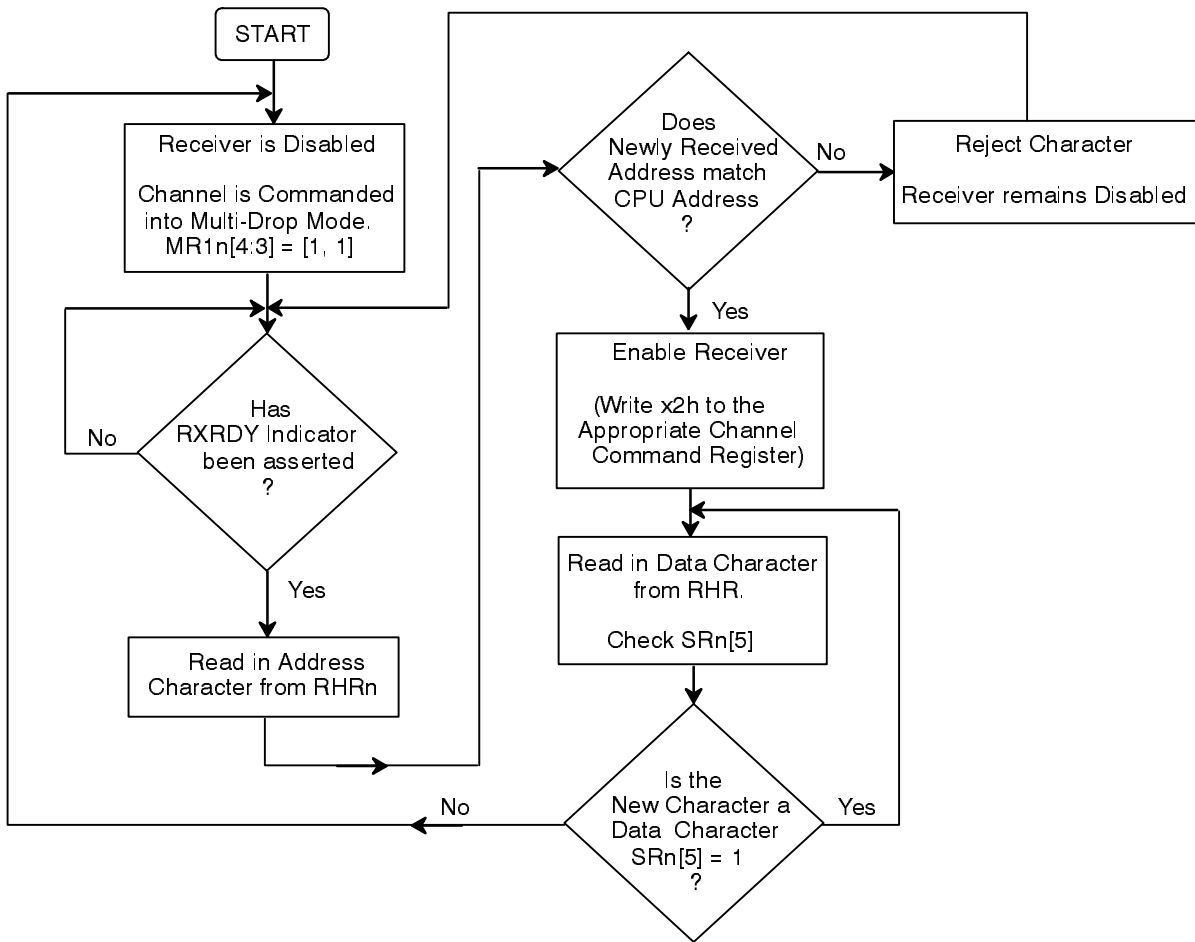 START
Receiver is Disabled
Channel is Commanded
into Multi-Drop Mode.
MR1n[4:3] = [1, 1]
Has
RXRDY Indicator
been asserted
?
No
Yes
Read in Address
Character from RHRn
Does
Newly Received
Address match
CPU Address
?
No
Reject Character
Receiver remains Disabled
Yes
Enable Receiver
(Write x2h to the
Appropriate Channel
Command Register)
Read in Data Character
from RHR.
Check SRn[5]
Is the
New Character a
Data Character
SRn[5] = 1
?
No
Yes